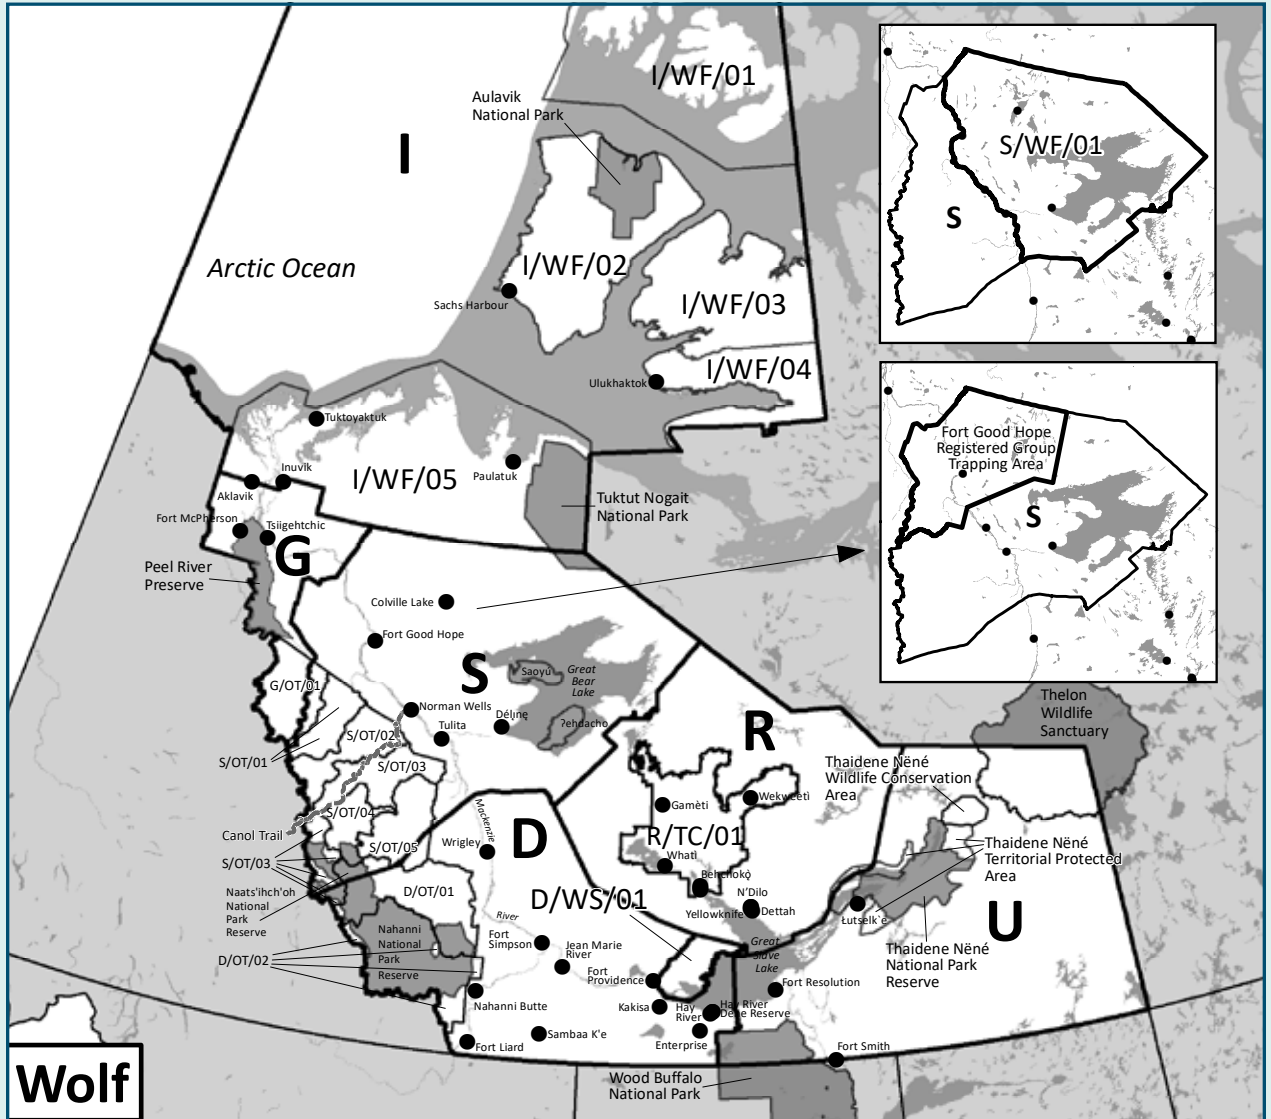 I/WF/01
Aulavik
National Park
I
S/WF/01
S
Arctic Ocean
I/WF/02
Sachs Harbour
I/WF/03
I/WF/04
Ulukhaktok
Tuktoyaktuk
Inuvik
Aklavik
I/WF/05
Paulatuk
Fort Good Hope
Registered Group
Trapping Area
S
Tuktut Nogait
National Park
Fort McPherson
Tsiigehtchic
G
Peel River
Preserve
Colville Lake
Fort Good Hope
S
Saoyú
Great
Bear
Lake
ʔehdacho
G/OT/01
Norman Wells
Tulita
Délı̨nę
S/OT/02
S/OT/01
S/OT/03
S/OT/04
Canol Trail
S/OT/05
S/OT/03
Thelon
Wildlife
Sanctuary
R
Thaidene Nëné
Wildlife Conservation
Area
Wekweètì
Gamètì
R/TC/01
Whatì
Behchokǫ̀
N'Dilo
Yellowknife
Dettah
Mackenzie
River
Wrigley
D
D/WS/01
Thaidene Nëné
Territorial Protected
Area
Naats'ihch'oh
National
Park
Reserve
D/OT/01
Nahanni
National
Park
Reserve
D/OT/02
Fort
Simpson
Jean Marie
River
Fort
Providence
Łutselk`e
U
Great
Slave
Lake
Thaidene Nëné
National Park
Reserve
Fort Resolution
Nahanni Butte
Kakisa
Hay
River
Hay River
Dene Reserve
Sambaa K'e
Enterprise
Fort Liard
Fort Smith
Wood Buffalo
National Park
Wolf